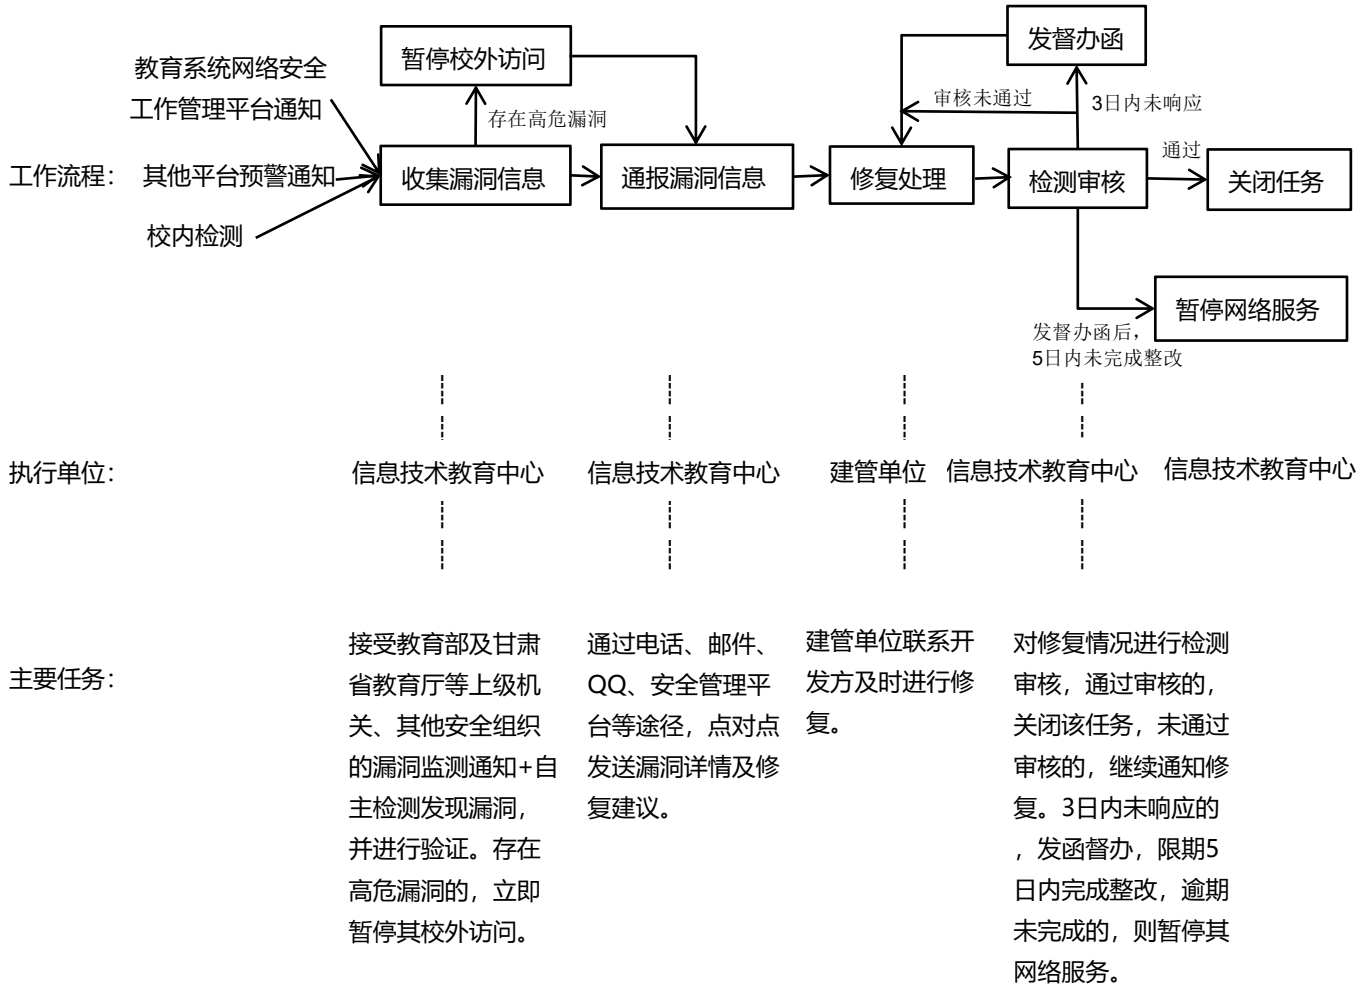 教育系统网络安全
工作管理平台通知
工作流程：
其他平台预警通知
校内检测
暂停校外访问
存在高危漏洞
收集漏洞信息
通报漏洞信息
修复处理
发督办函
审核未通过
3日内未响应
检测审核
通过
关闭任务
暂停网络服务
发督办函后，
5日内未完成整改
执行单位：
信息技术教育中心
信息技术教育中心
建管单位
信息技术教育中心
信息技术教育中心
主要任务：
接受教育部及甘肃
省教育厅等上级机
关、其他安全组织
的漏洞监测通知+自
主检测发现漏洞，
并进行验证。存在
高危漏洞的，立即
暂停其校外访问。
通过电话、邮件、
QQ、安全管理平
台等途径，点对点
发送漏洞详情及修
复建议。
建管单位联系开
发方及时进行修
复。
对修复情况进行检测
审核，通过审核的，
关闭该任务，未通过
审核的，继续通知修
复。3日内未响应的
，发函督办，限期5
日内完成整改，逾期
未完成的，则暂停其
网络服务。